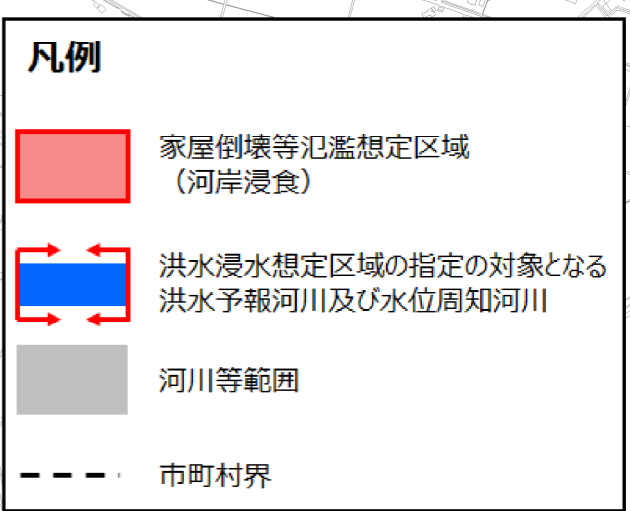 凡例
家屋倒壊等氾濫想定区域
（河岸浸食）
洪水浸水想定区域の指定の対象となる
洪水予報河川及び水位周知河川
河川等範囲
市町村界